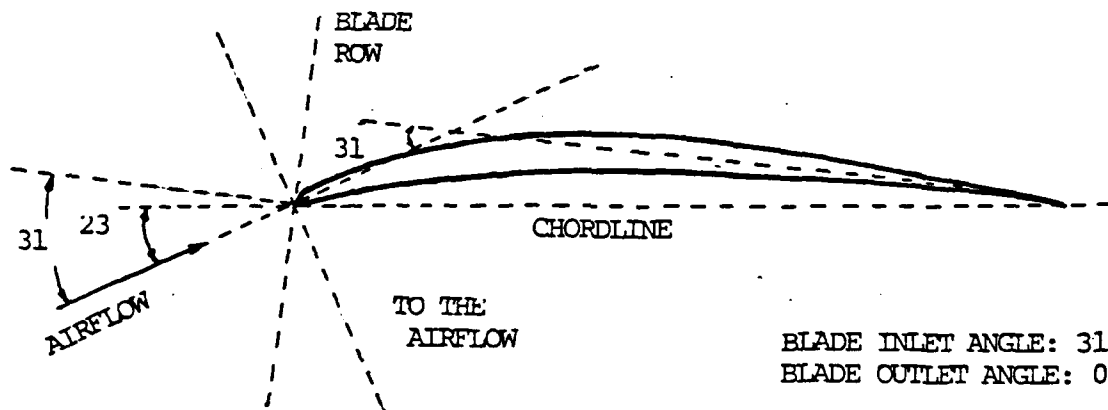 BLADE
ROW
31
31
23
CHORDLINE
AIRFLOW
TO THE
AIRFLOW
BLADE INLET ANGLE: 31
BLADE OUTLET ANGLE: 0